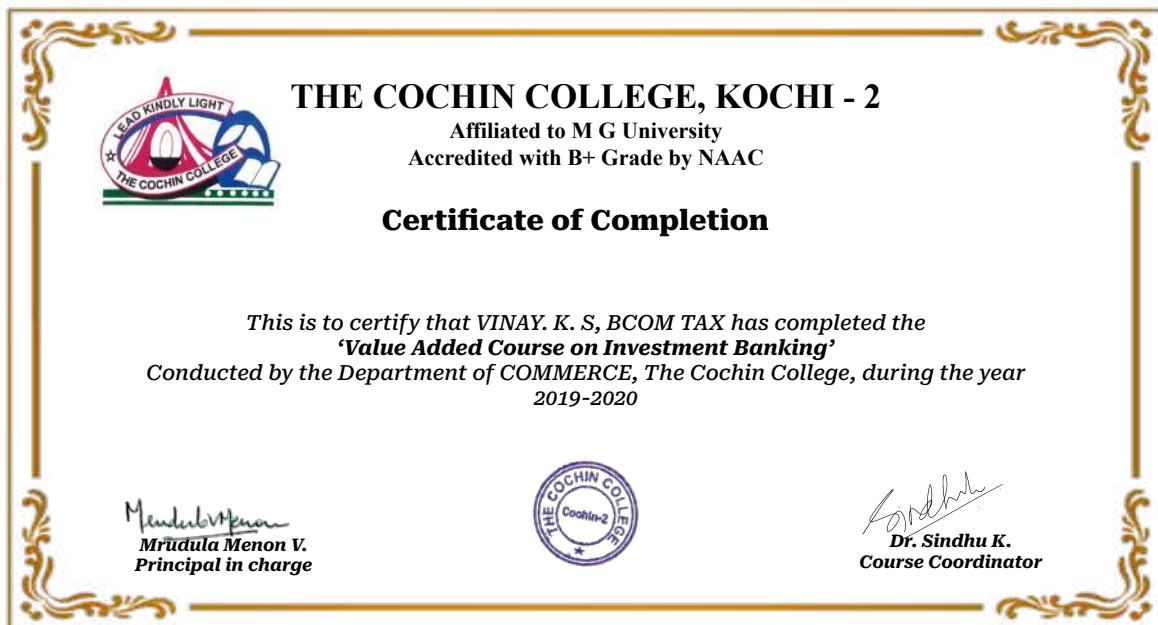 LEAD KINDLY LIGHT
THE COCHIN COLLEGE
THE COCHIN COLLEGE, KOCHI - 2
Affiliated to M G University
Accredited with B+ Grade by NAAC
Certificate of Completion
This is to certify that VINAY. K. S, BCOM TAX has completed the
‘Value Added Course on Investment Banking’
Conducted by the Department of COMMERCE, The Cochin College, during the year
2019-2020
THE COCHIN COLLEGE
Cochin-2
Mrudula Menon
Mrudula Menon V.
Principal in charge
Sindhu
Dr. Sindhu K.
Course Coordinator